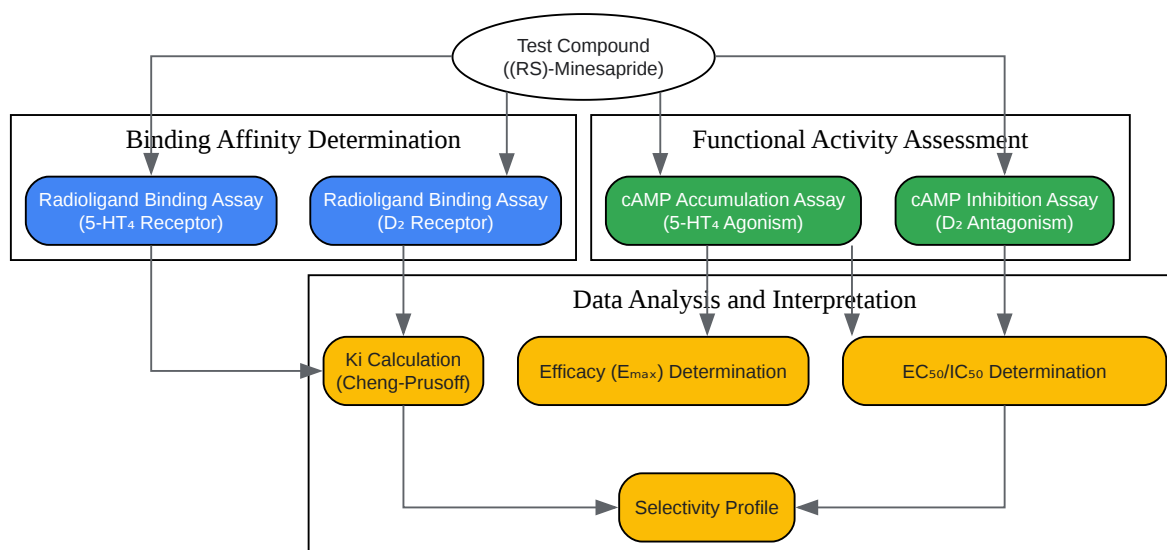 Test Compound
((RS)-Minesapride)
Binding Affinity Determination
Functional Activity Assessment
Radioligand Binding Assay
(5-HT₄ Receptor)
Radioligand Binding Assay
(D₂ Receptor)
cAMP Accumulation Assay
(5-HT₄ Agonism)
cAMP Inhibition Assay
(D₂ Antagonism)
Data Analysis and Interpretation
Ki Calculation
(Cheng-Prusoff)
Efficacy (Eₘₐₓ) Determination
EC₅₀/IC₅₀ Determination
Selectivity Profile